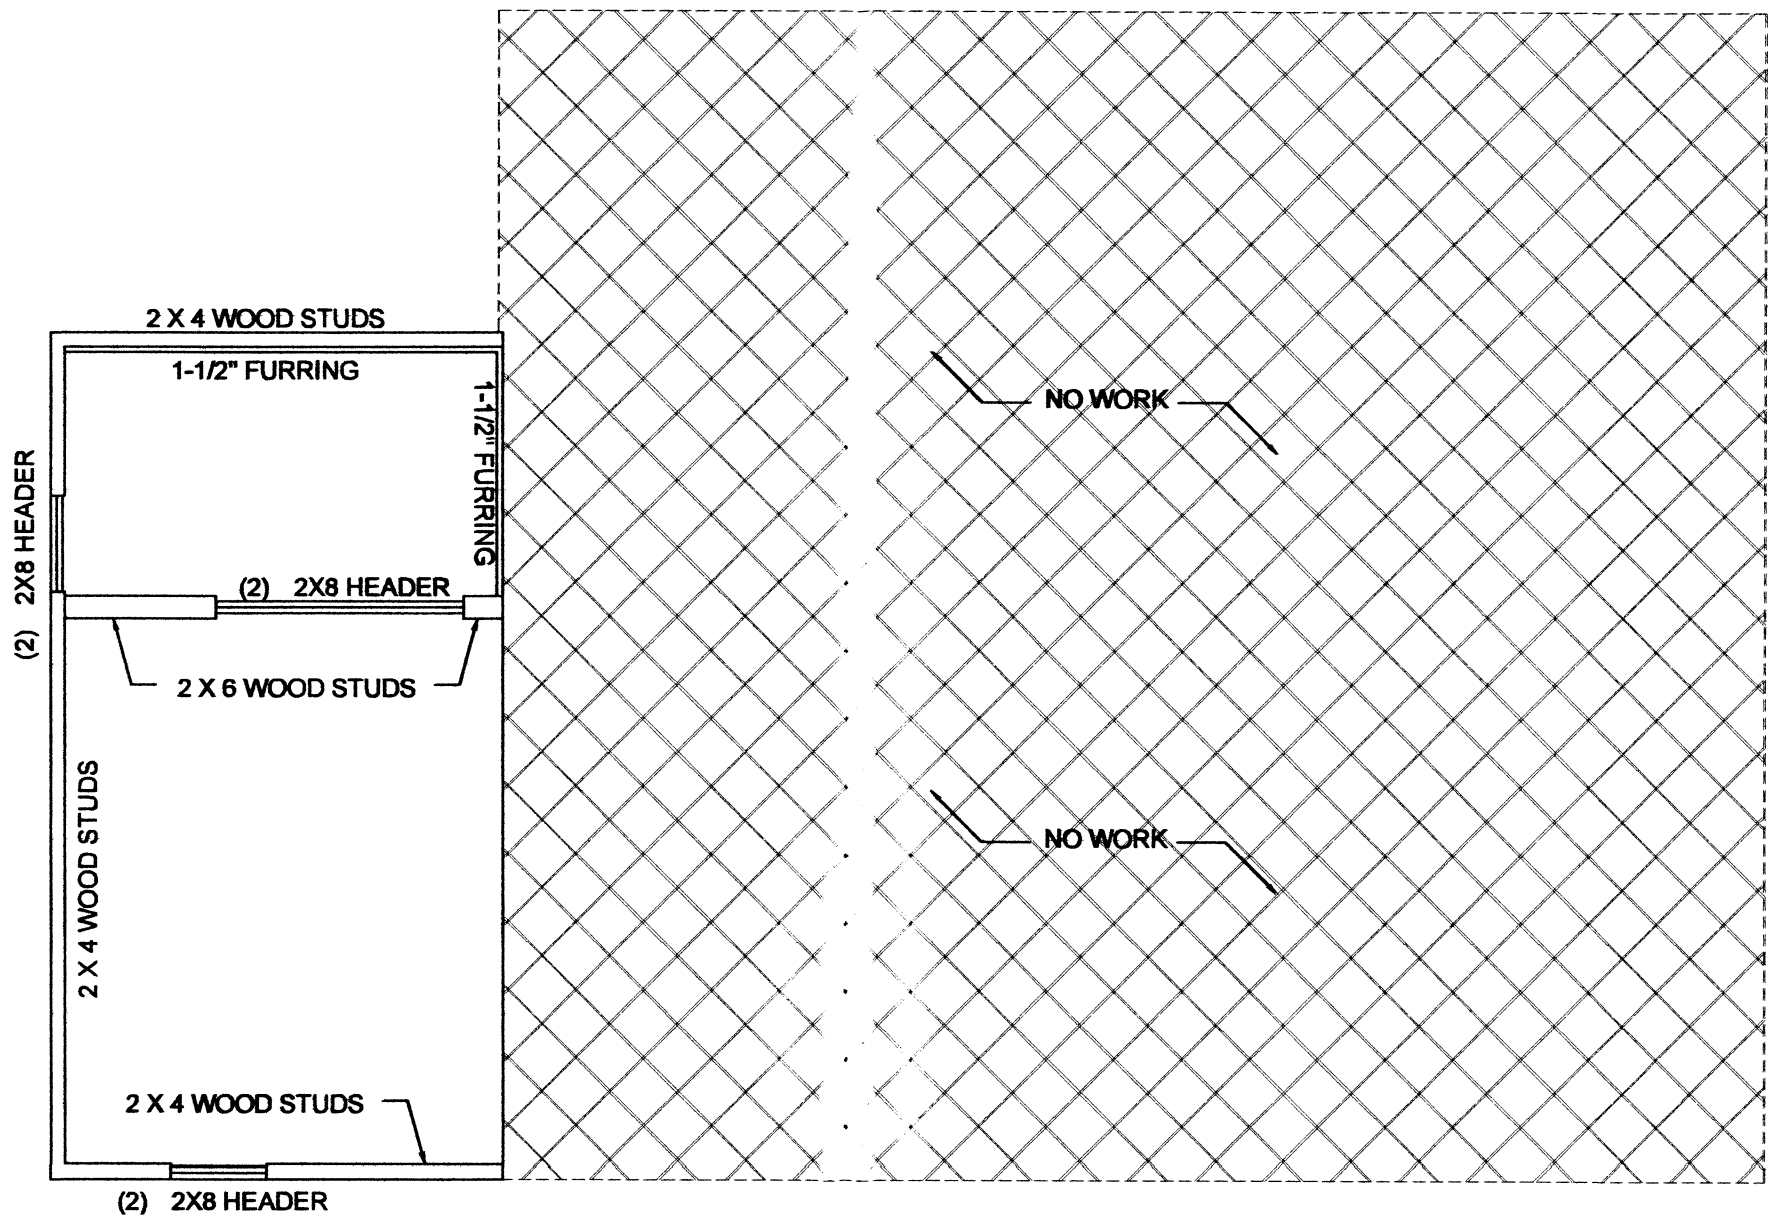 2 X 4 WOOD STUDS
1-1/2" FURRING
1-1/2" FURRING
NO WORK
(2) 2X8 HEADER
(2) 2X8 HEADER
2 X 6 WOOD STUDS
2 X 4 WOOD STUDS
NO WORK
2 X 4 WOOD STUDS
(2) 2X8 HEADER